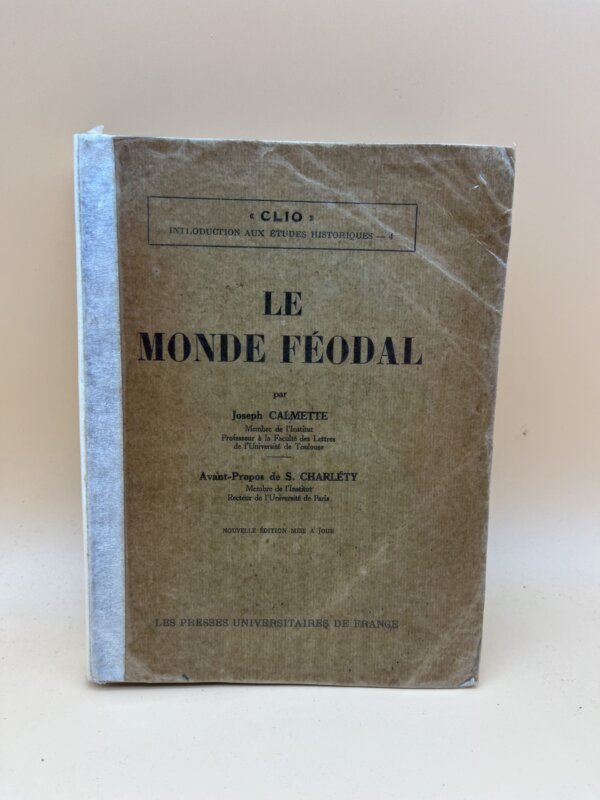 « CLIO »
INTRODUCTION AUX ÉTUDES HISTORIQUES — 4
LE
MONDE FÉODAL
par
Joseph CALMETTE
Membre de l'Institut
Professeur à la Faculté des Lettres
de l'Université de Toulouse
Avant-Propos de S. CHARLÉTY
Membre de l'Institut
Recteur de l'Université de Paris
NOUVELLE ÉDITION MISE A JOUR
LES PRESSES UNIVERSITAIRES DE FRANCE